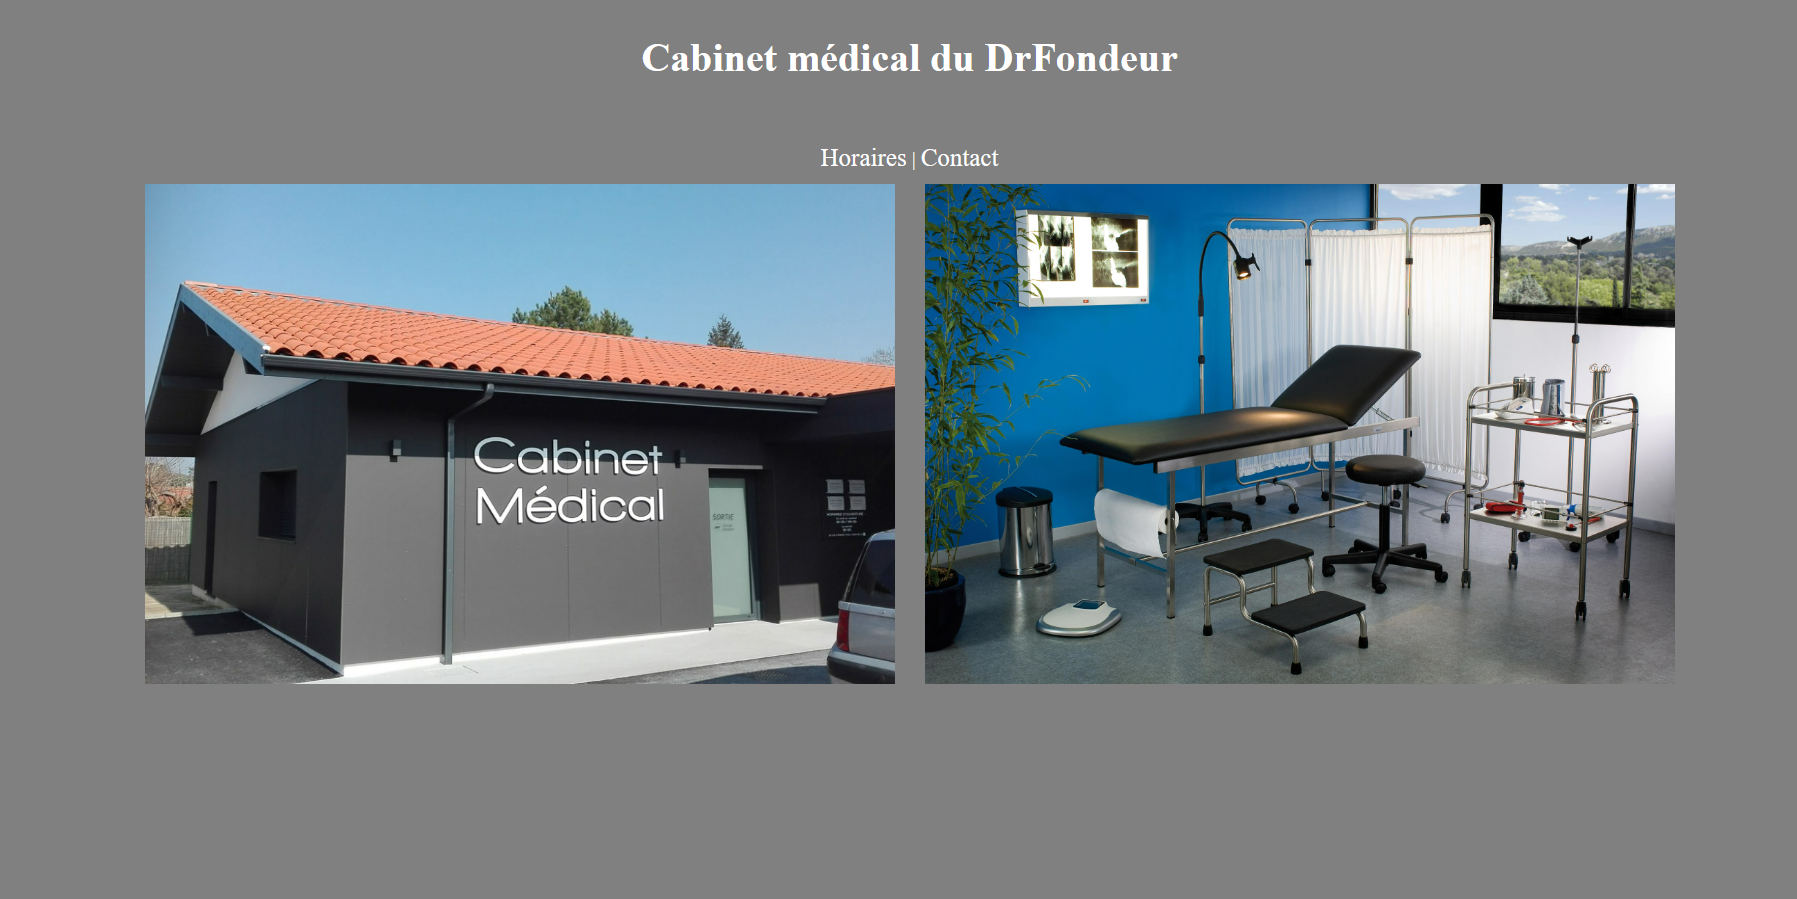 Cabinet médical du DrFondeur
Horaires | Contact
Cabinet
Médical
SORTIE